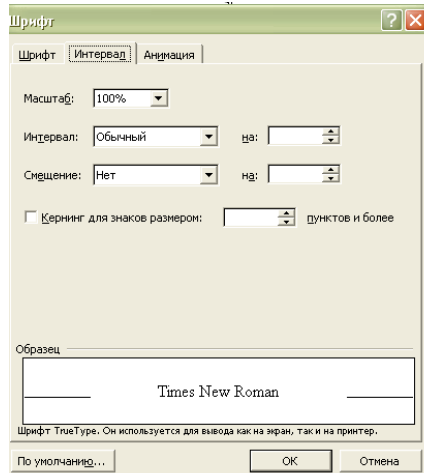 Шрифт
Шрифт Интервал Анимация
Масштаб: 100%
Интервал: Обычный на:
Смещение: Нет на:
Кернинг для знаков размером: пунктов и более
Образец
Times New Roman
Шрифт TrueType. Он используется для вывода как на экран, так и на принтер.
По умолчанию... ОК Отмена